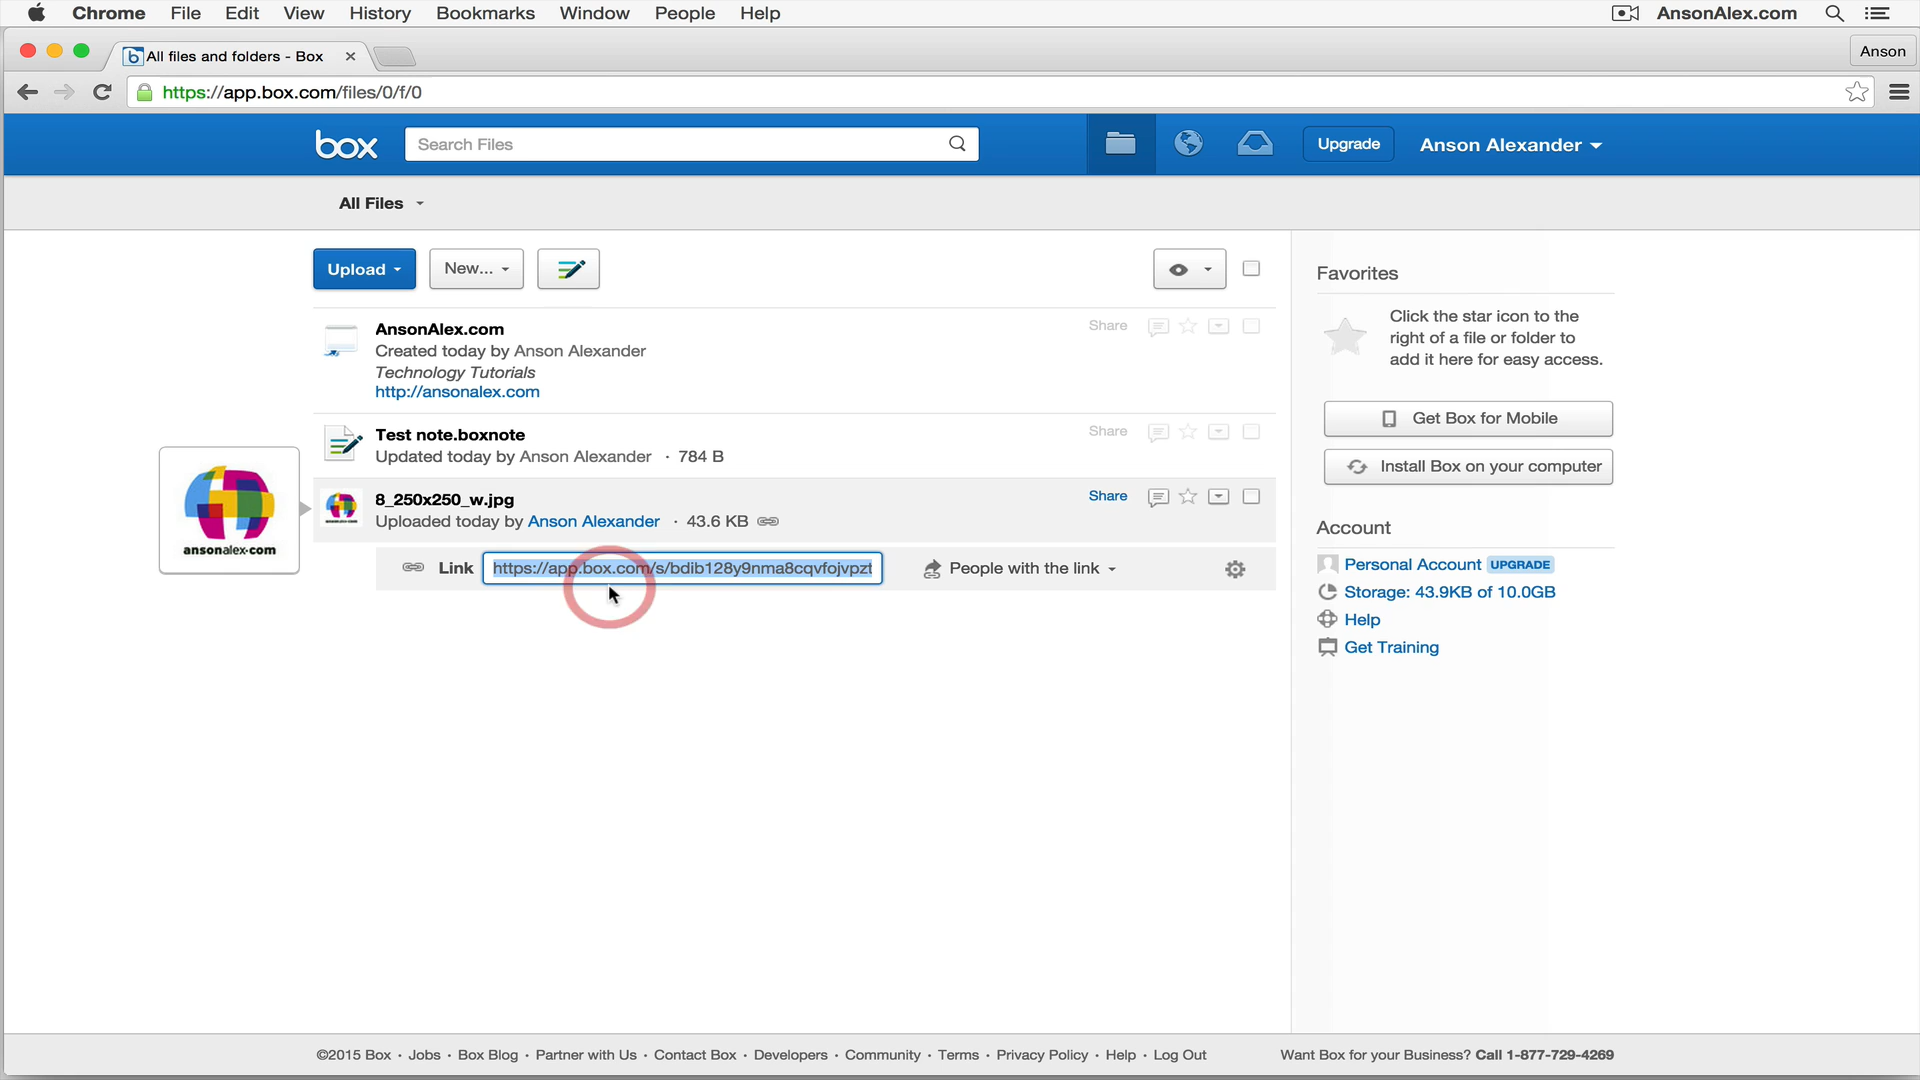 Chrome File Edit View History Bookmarks Window People Help AnsonAlex.com
b All files and folders - Box Anson
https://app.box.com/files/0/f/0
box Search Files Upgrade Anson Alexander
All Files
Upload New...
AnsonAlex.com Share
Created today by Anson Alexander
Technology Tutorials
http://ansonalex.com
Test note.boxnote Share
Updated today by Anson Alexander · 784 B
ansonalex.com
8_250x250_w.jpg Share
Uploaded today by Anson Alexander · 43.6 KB
Link https://app.box.com/s/bdib128y9nma8cqvfojvpzt People with the link
Favorites
Click the star icon to the
right of a file or folder to
add it here for easy access.
Get Box for Mobile
Install Box on your computer
Account
Personal Account UPGRADE
Storage: 43.9KB of 10.0GB
Help
Get Training
©2015 Box · Jobs · Box Blog · Partner with Us · Contact Box · Developers · Community · Terms · Privacy Policy · Help · Log Out Want Box for your Business? Call 1-877-729-4269